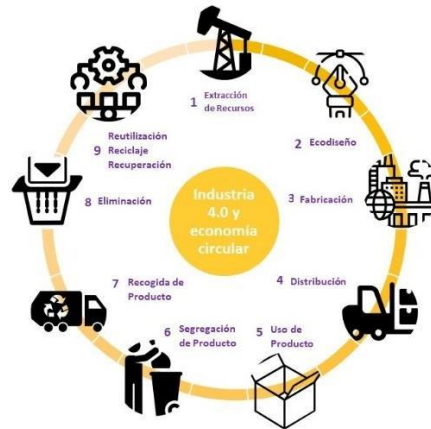 1 Extracción
de Recursos
2 Ecodiseño
3 Fabricación
4 Distribución
5 Uso de
Producto
6 Segregación
de Producto
7 Recogida de
Producto
8 Eliminación
Reutilización
9 Reciclaje
Recuperación
Industria
4.0 y
economía
circular